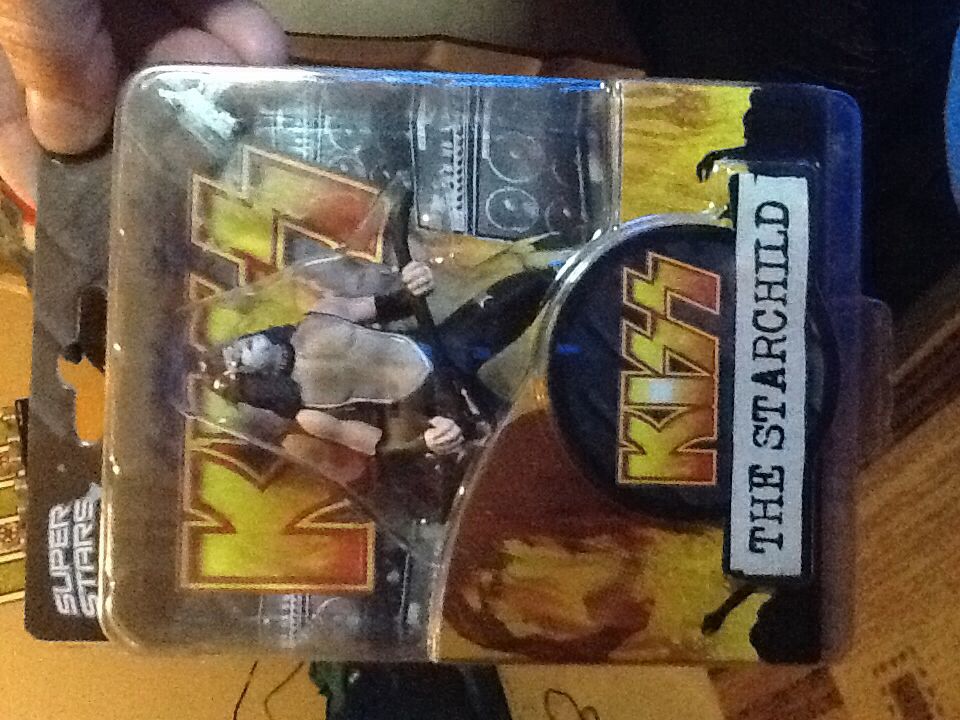 SUPER
STARS
KISS
KISS
THE STARCHILD